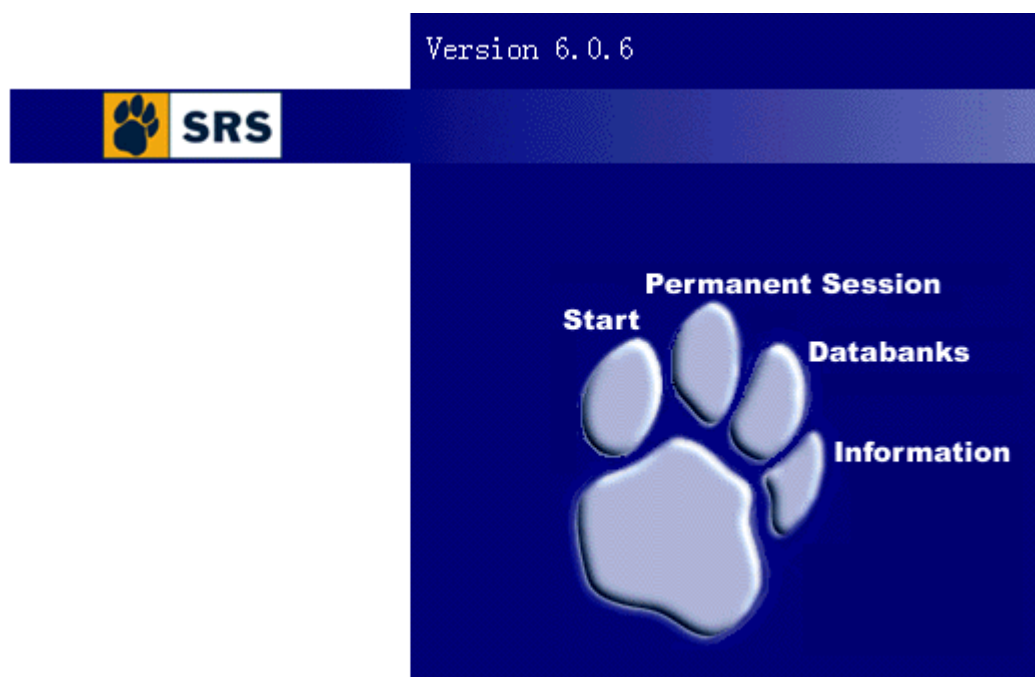 Version 6.0.6
SRS
Permanent Session
Start
Databanks
Information